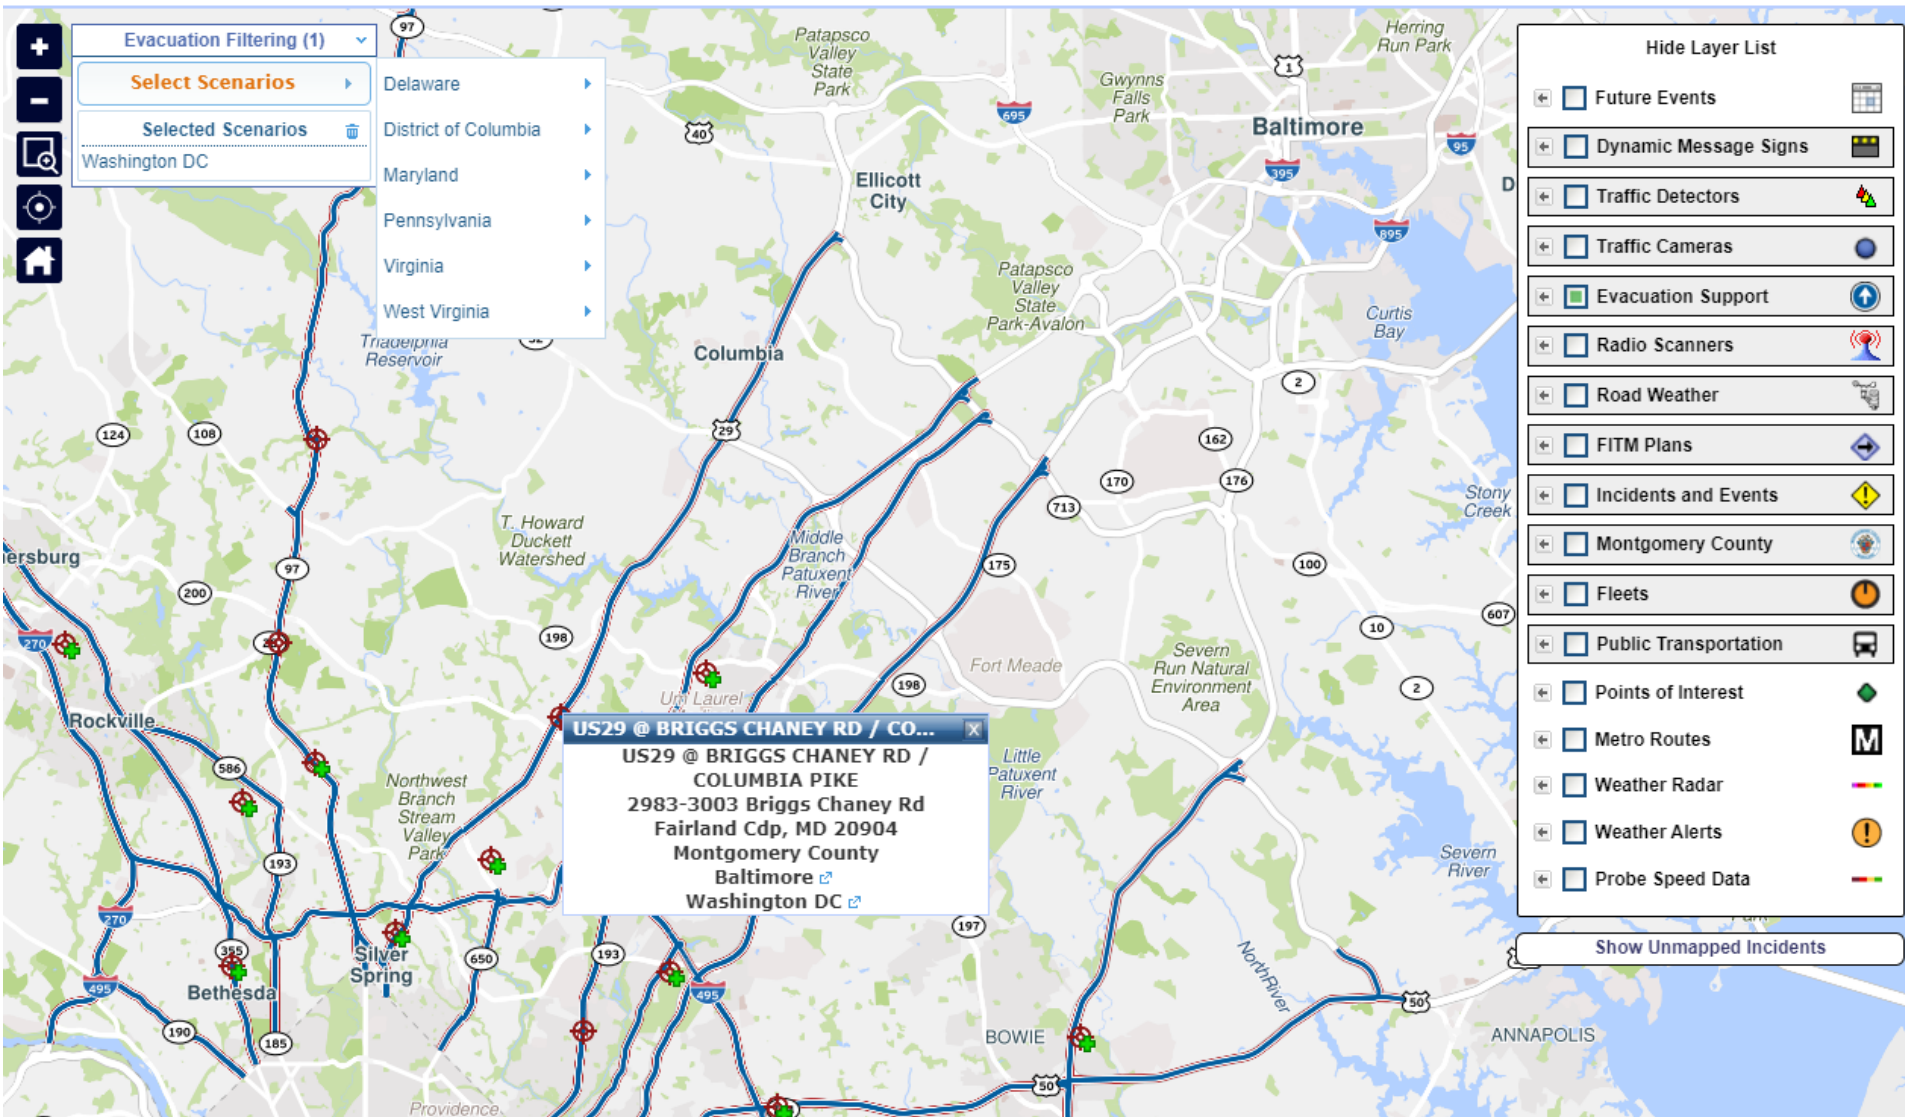 Evacuation Filtering (1)
Select Scenarios
Selected Scenarios
Washington DC
Delaware
District of Columbia
Maryland
Pennsylvania
Virginia
West Virginia
Hide Layer List
Future Events
Dynamic Message Signs
Traffic Detectors
Traffic Cameras
Evacuation Support
Radio Scanners
Road Weather
FITM Plans
Incidents and Events
Montgomery County
Fleets
Public Transportation
Points of Interest
Metro Routes
M
Weather Radar
Weather Alerts
Probe Speed Data
Show Unmapped Incidents
97
Patapsco
Valley
State
Park
Herring
Run Park
1
Gwynns
Falls
Park
695
40
Baltimore
95
395
Ellicott
City
895
Patapsco
Valley
State
Park-Avalon
Curtis
Bay
Triadelphia
Reservoir
Columbia
2
29
124
108
162
170
176
713
Stony
Creek
T. Howard
Duckett
Watershed
Middle
Branch
Patuxent
River
ersburg
97
175
100
200
607
10
270
198
Fort Meade
Severn
Run Natural
Environment
Area
198
2
Rockville
US29 @ BRIGGS CHANEY RD / CO...
US29 @ BRIGGS CHANEY RD /
COLUMBIA PIKE
2983-3003 Briggs Chaney Rd
Fairland Cdp, MD 20904
Montgomery County
Baltimore
Washington DC
586
Northwest
Branch
Stream
Valley
Park
Little
Patuxent
River
193
Severn
River
270
355
Silver
Spring
650
193
197
North River
495
Bethesda
495
50
190
185
BOWIE
ANNAPOLIS
50
Providence